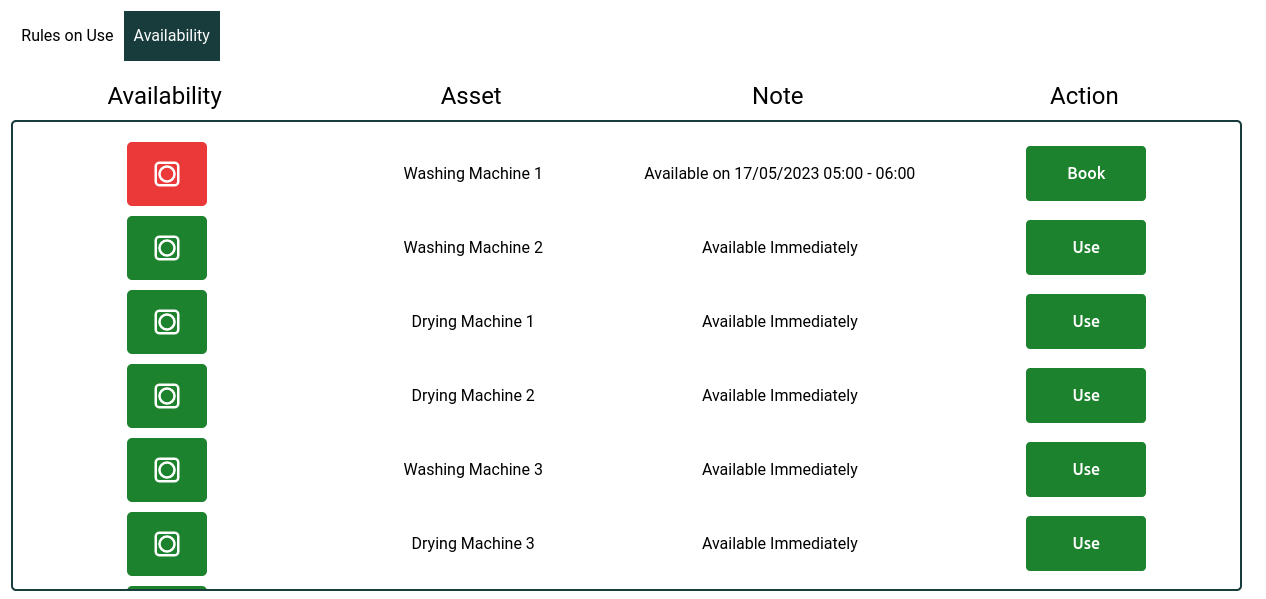 Rules on Use Availability
Availability Asset Note Action
Washing Machine 1 Available on 17/05/2023 05:00 - 06:00 Book
Washing Machine 2 Available Immediately Use
Drying Machine 1 Available Immediately Use
Drying Machine 2 Available Immediately Use
Washing Machine 3 Available Immediately Use
Drying Machine 3 Available Immediately Use